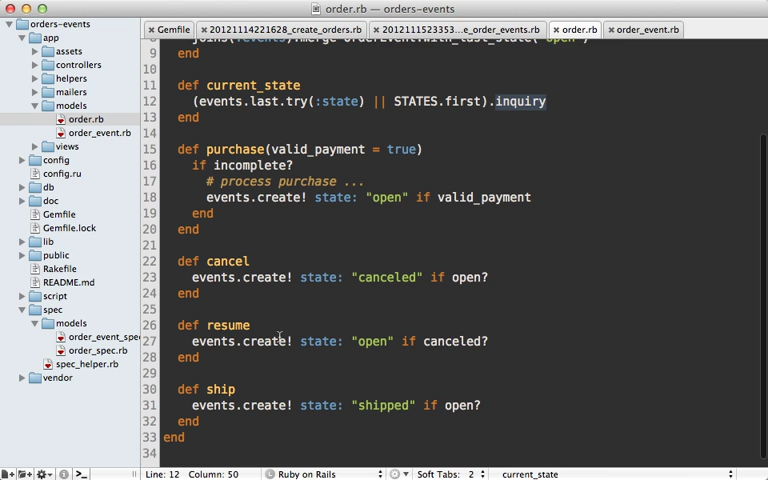 order.rb — orders-events
orders-events
app
assets
controllers
helpers
mailers
models
order.rb
order_event.rb
views
config
config.ru
db
doc
Gemfile
Gemfile.lock
lib
public
Rakefile
README.md
script
spec
models
order_event_spe
order_spec.rb
spec_helper.rb
vendor
Gemfile
20121114221628_create_orders.rb
2012111523353...e_order_events.rb
order.rb
order_event.rb
9 end
10
11 def current_state
12 (events.last.try(:state) || STATES.first).inquiry
13 end
14
15 def purchase(valid_payment = true)
16 if incomplete?
17 # process purchase ...
18 events.create! state: "open" if valid_payment
19 end
20 end
21
22 def cancel
23 events.create! state: "canceled" if open?
24 end
25
26 def resume
27 events.create! state: "open" if canceled?
28 end
29
30 def ship
31 events.create! state: "shipped" if open?
32 end
33 end
34
Line: 12 Column: 50
Ruby on Rails
Soft Tabs: 2
current_state